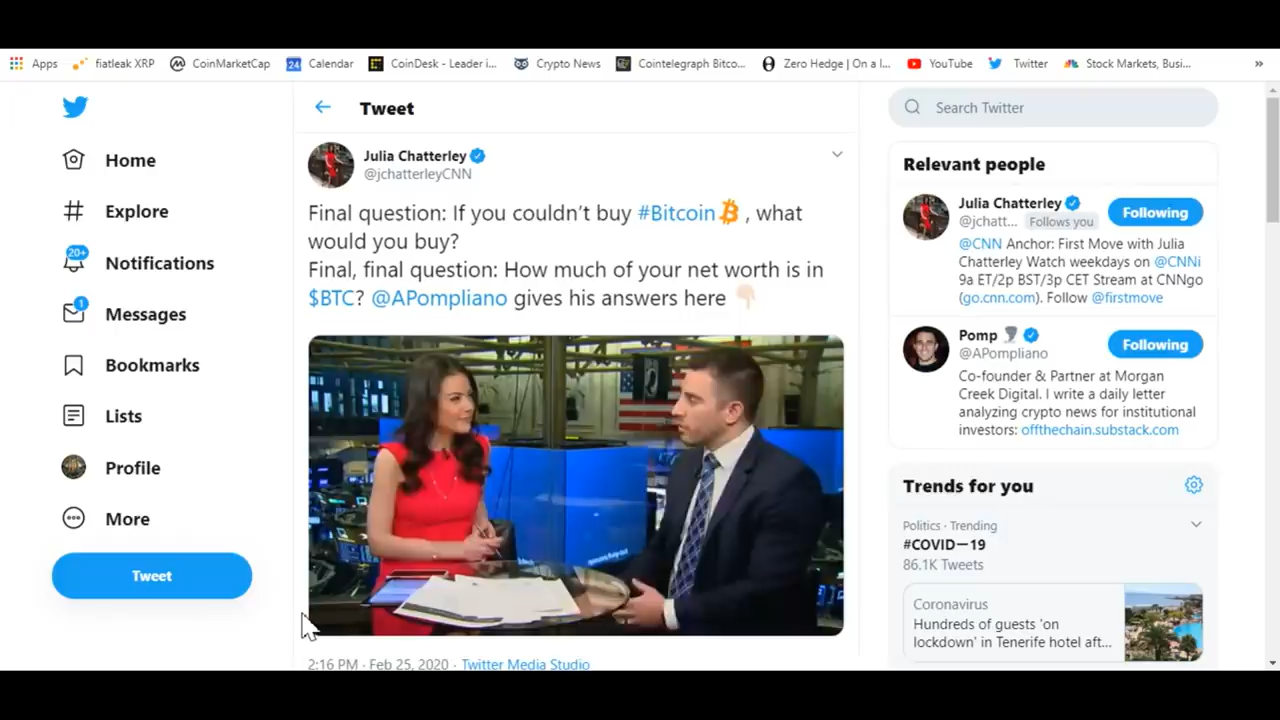 Apps fiatleak XRP CoinMarketCap 24 Calendar CoinDesk - Leader i... Crypto News Cointelegraph Bitco... Zero Hedge | On a l... YouTube Twitter Stock Markets, Busi... »
Tweet
Search Twitter
Home
Explore
20+
Notifications
1
Messages
Bookmarks
Lists
Profile
More
Tweet
Julia Chatterley
@jchatterleyCNN
Final question: If you couldn't buy #Bitcoin , what
would you buy?
Final, final question: How much of your net worth is in
$BTC? @APompliano gives his answers here
2:16 PM · Feb 25, 2020 · Twitter Media Studio
Relevant people
Julia Chatterley
@jchatt... Follows you
Following
@CNN Anchor: First Move with Julia
Chatterley Watch weekdays on @CNNi
9a ET/2p BST/3p CET Stream at CNNgo
(go.cnn.com). Follow @firstmove
Pomp
@APompliano
Following
Co-founder & Partner at Morgan
Creek Digital. I write a daily letter
analyzing crypto news for institutional
investors: offthechain.substack.com
Trends for you
Politics · Trending
#COVID—19
86.1K Tweets
Coronavirus
Hundreds of guests 'on
lockdown' in Tenerife hotel aft...